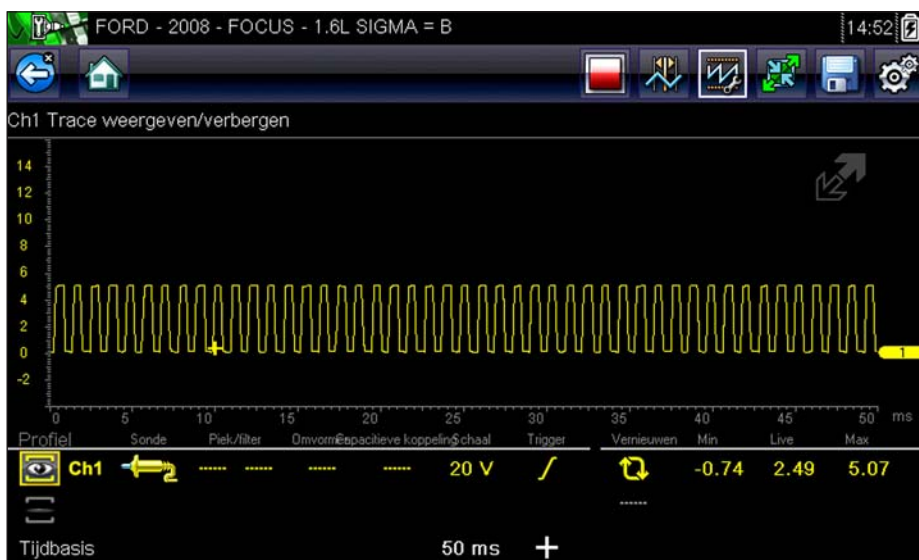 FORD - 2008 - FOCUS - 1.6L SIGMA = B 14:52
Ch1 Trace weergeven/verbergen
14
12
10
8
6
4
2
0
-2
1
0 5 10 15 20 25 30 35 40 45 50 ms
Profiel Sonde Piek/filter Omvormen Capacitieve koppeling Schaal Trigger Vernieuwen Min Live Max
Ch1 2 ------ ------ ------ ------ 20 V -0.74 2.49 5.07
------
Tijdbasis 50 ms +